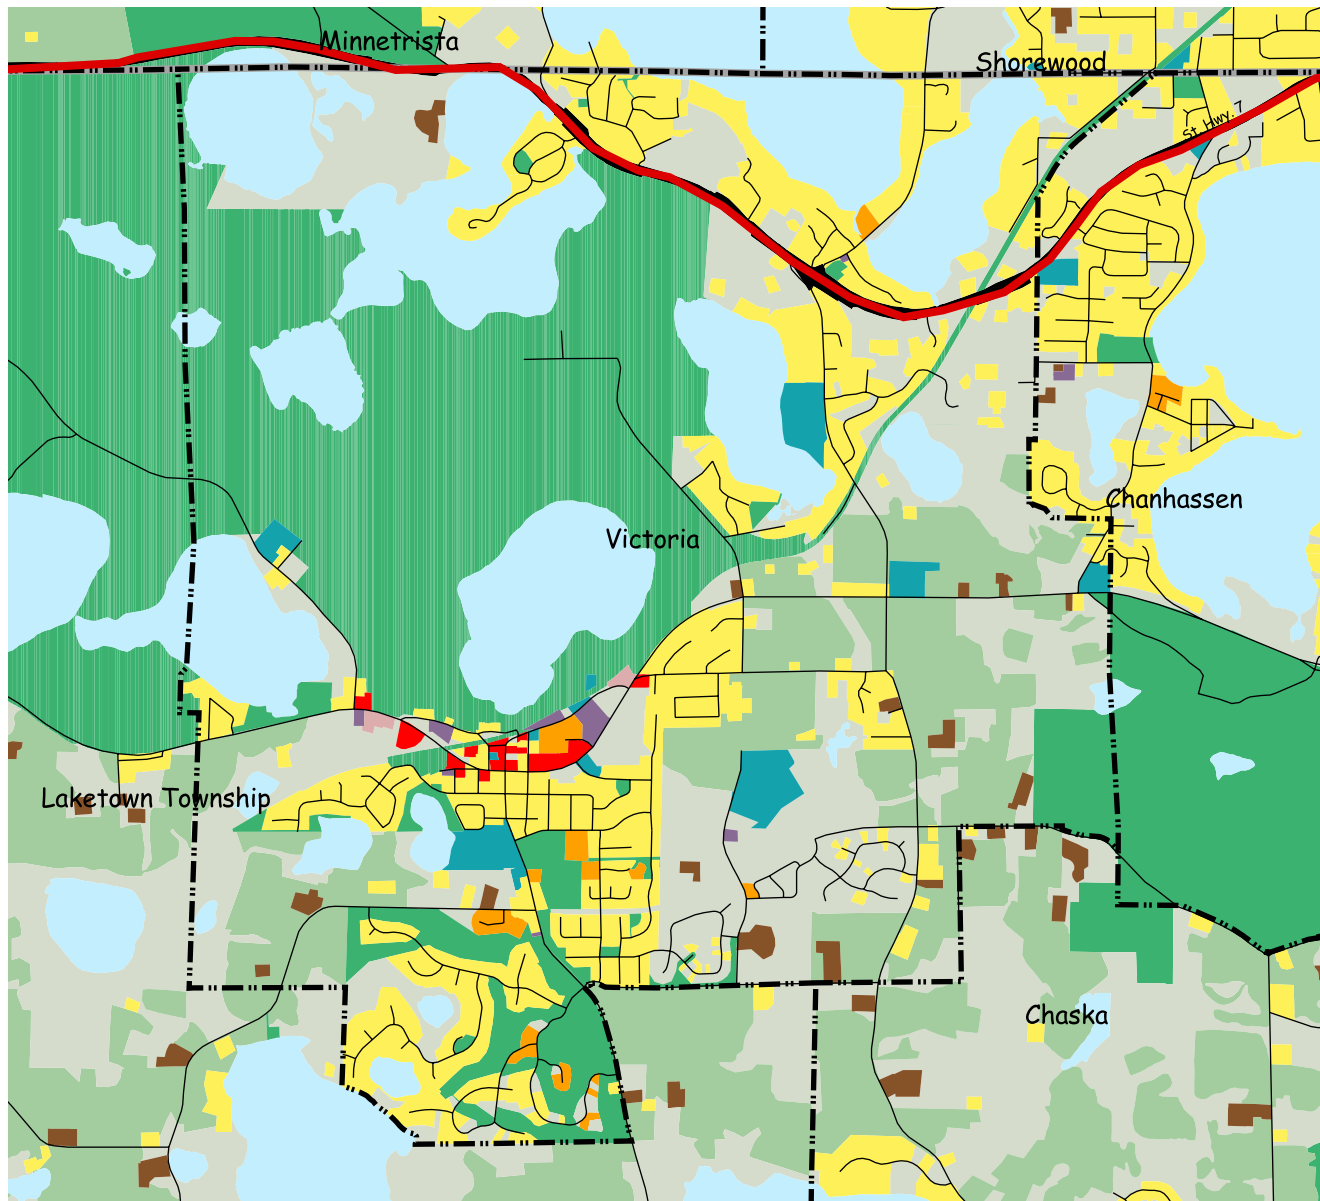 Minnetrista
Shorewood
St. Hwy. 7
Chanhassen
Victoria
Laketown Township
Chaska